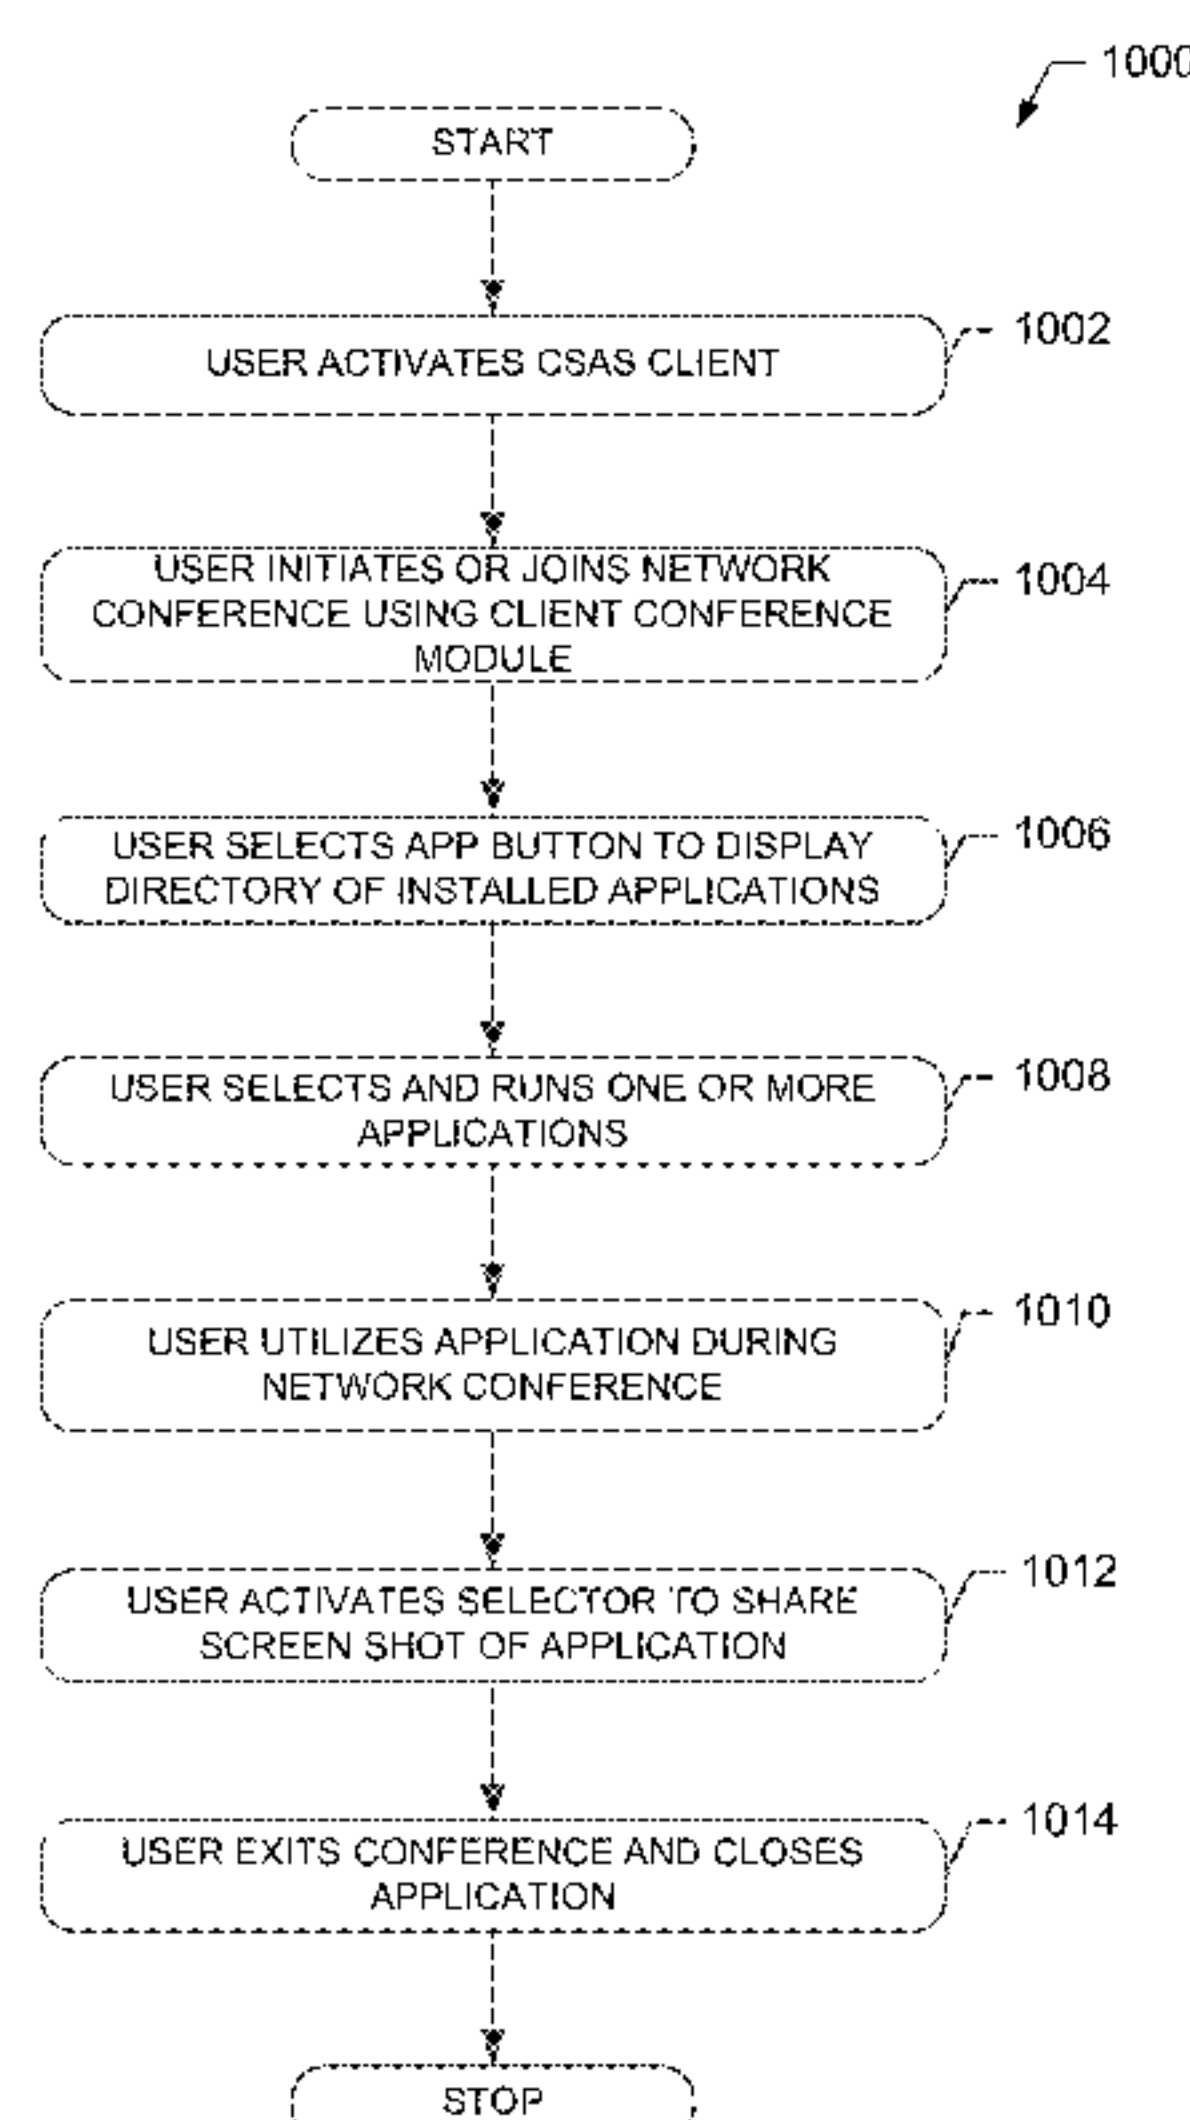 1000
START
USER ACTIVATES CSAS CLIENT
1002
USER INITIATES OR JOINS NETWORK
CONFERENCE USING CLIENT CONFERENCE
MODULE
1004
USER SELECTS APP BUTTON TO DISPLAY
DIRECTORY OF INSTALLED APPLICATIONS
1006
USER SELECTS AND RUNS ONE OR MORE
APPLICATIONS
1008
USER UTILIZES APPLICATION DURING
NETWORK CONFERENCE
1010
USER ACTIVATES SELECTOR TO SHARE
SCREEN SHOT OF APPLICATION
1012
USER EXITS CONFERENCE AND CLOSES
APPLICATION
1014
STOP